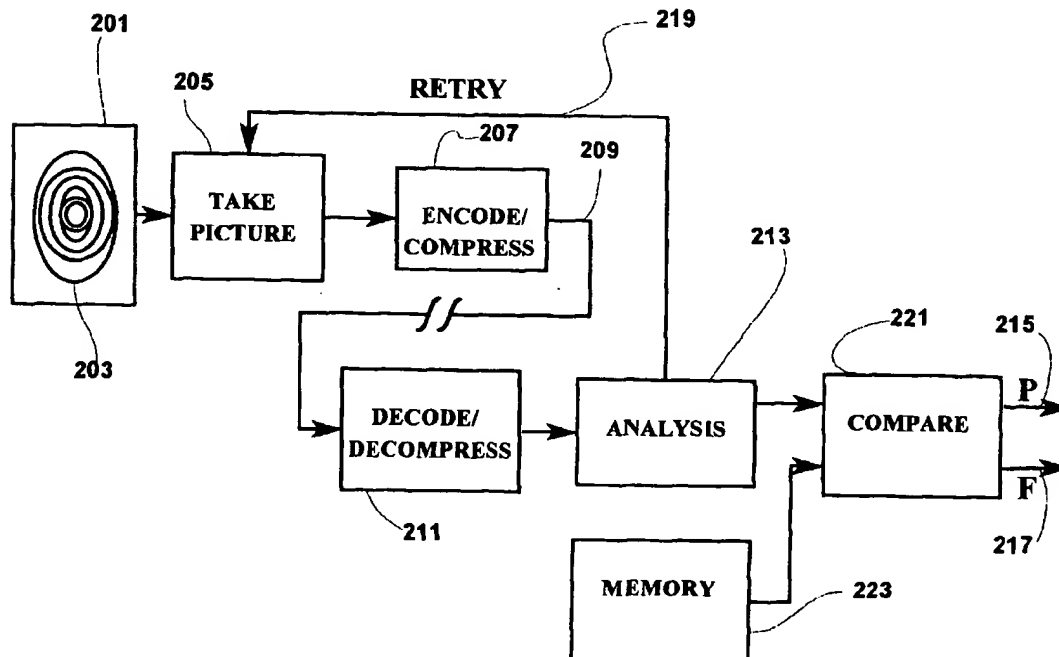 201
219
205
RETRY
207
209
TAKE
PICTURE
ENCODE/
COMPRESS
213
203
221
215
P
DECODE/
DECOMPRESS
ANALYSIS
COMPARE
F
211
217
MEMORY
223